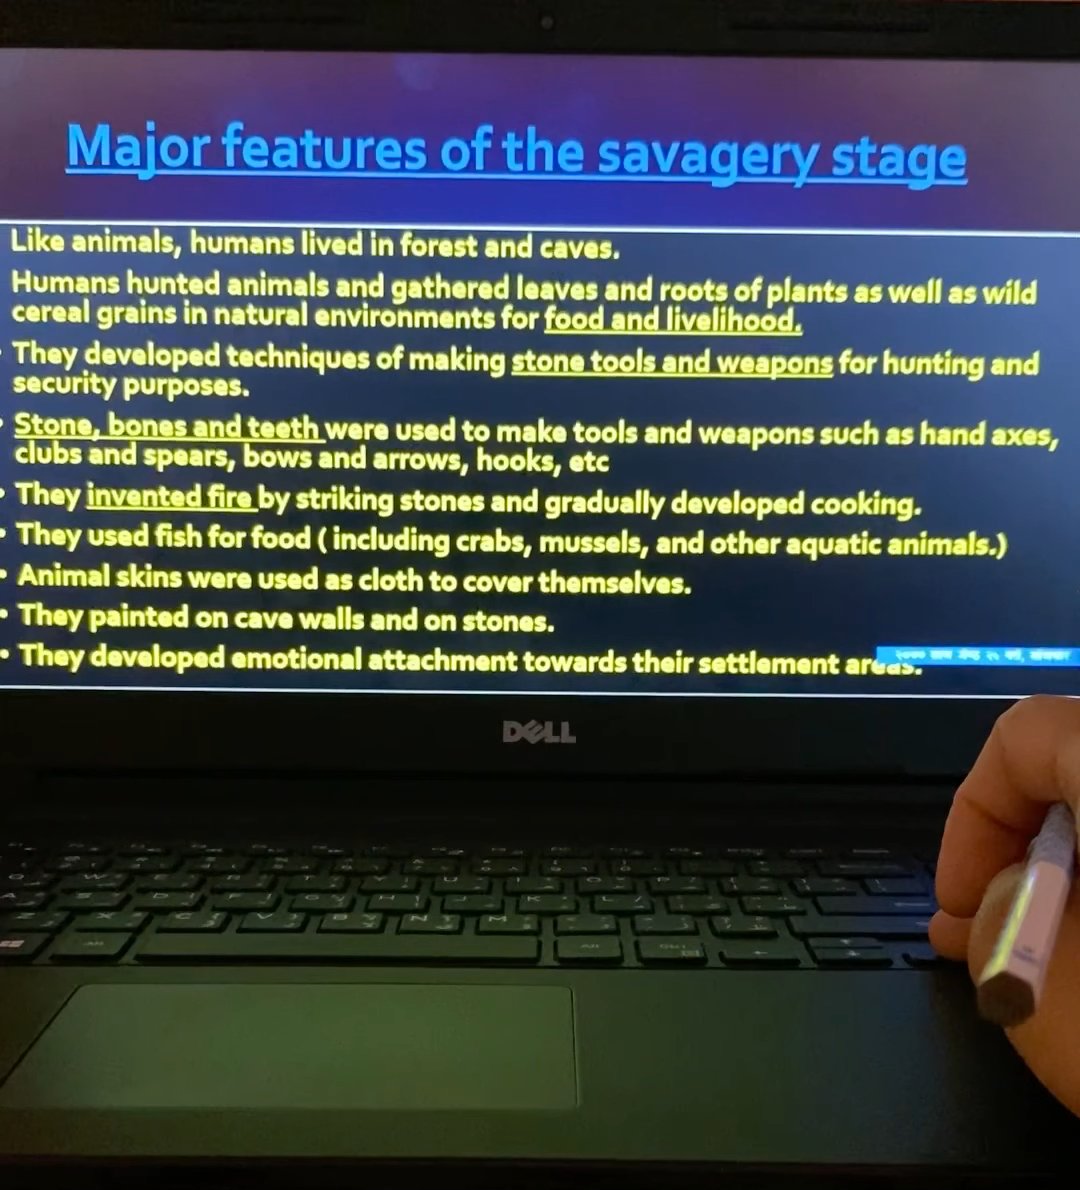 Major features of the savagery stage
Like animals, humans lived in forest and caves.
Humans hunted animals and gathered leaves and roots of plants as well as wild
cereal grains in natural environments for food and livelihood.
• They developed techniques of making stone tools and weapons for hunting and
security purposes.
• Stone, bones and teeth were used to make tools and weapons such as hand axes,
clubs and spears, bows and arrows, hooks, etc
• They invented fire by striking stones and gradually developed cooking.
• They used fish for food ( including crabs, mussels, and other aquatic animals.)
• Animal skins were used as cloth to cover themselves.
• They painted on cave walls and on stones.
• They developed emotional attachment towards their settlement areas.
DELL